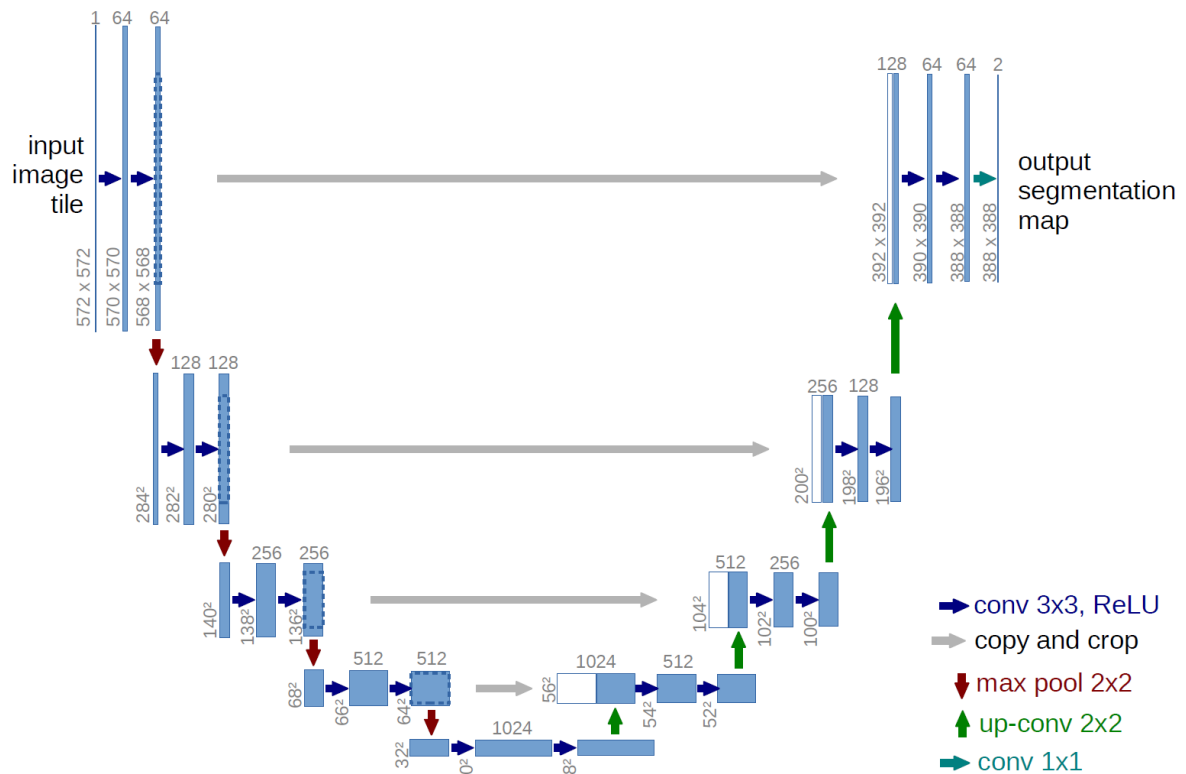 1 64 64
128 64 64 2
input
image
tile
output
segmentation
map
572 x 572
570 x 570
568 x 568
392 x 392
390 x 390
388 x 388
388 x 388
128 128
256 128
284²
282²
280²
200²
198²
196²
256 256
512 256
140²
138²
136²
104²
102²
100²
512 512
1024 512
68²
66²
64²
56²
54²
52²
1024
32²
0²
8²
conv 3x3, ReLU
copy and crop
max pool 2x2
up-conv 2x2
conv 1x1